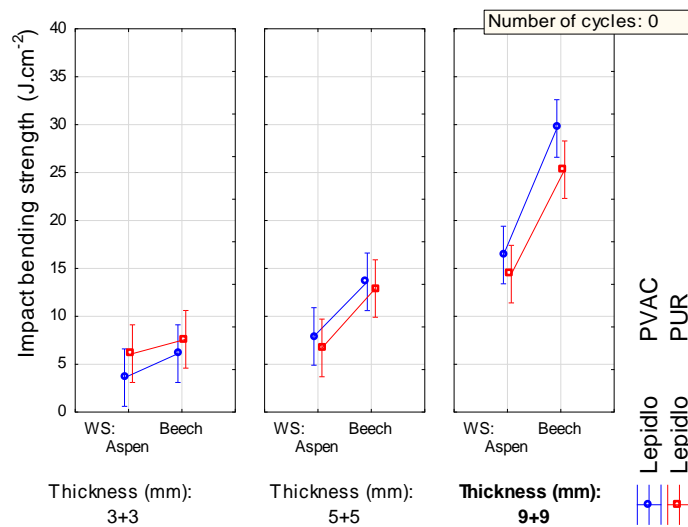 Number of cycles: 0
Impact bending strength (J.cm-2)
40
35
30
25
20
15
10
5
0
WS: Aspen Beech
WS: Aspen Beech
WS: Aspen Beech
Thickness (mm):
3+3
Thickness (mm):
5+5
Thickness (mm):
9+9
Lepidlo PVAC
Lepidlo PUR